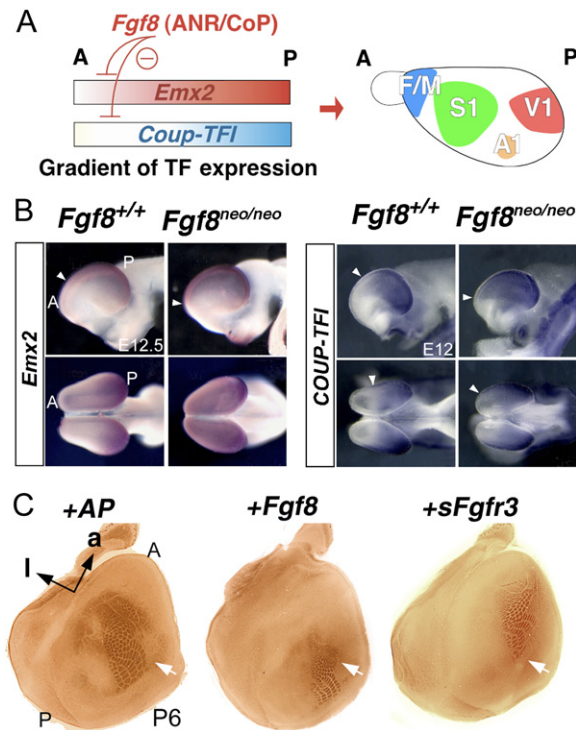 A
Fgf8 (ANR/CoP)
A P
−
Emx2
Coup-TFI
Gradient of TF expression
A P
F/M
S1
V1
A1
B
Fgf8+/+ Fgf8neo/neo
Fgf8+/+ Fgf8neo/neo
Emx2
P
A
E12.5
P
A
COUP-TFI
E12
C
+AP
+Fgf8
+sFgfr3
a
l
A
P
P6